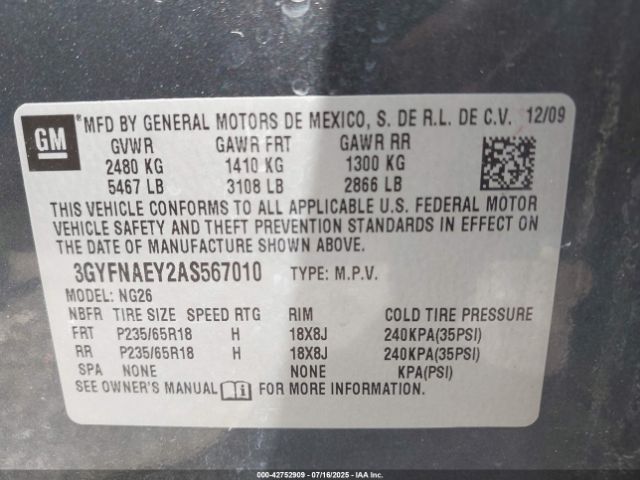 GM
® MFD BY GENERAL MOTORS DE MEXICO, S. DE R.L. DE C.V. 12/09
GVWR GAWR FRT GAWR RR
2480 KG 1410 KG 1300 KG
5467 LB 3108 LB 2866 LB
THIS VEHICLE CONFORMS TO ALL APPLICABLE U.S. FEDERAL MOTOR
VEHICLE SAFETY AND THEFT PREVENTION STANDARDS IN EFFECT ON
THE DATE OF MANUFACTURE SHOWN ABOVE.
3GYFNAEY2AS567010 TYPE: M.P.V.
MODEL: NG26
NBFR TIRE SIZE SPEED RTG RIM COLD TIRE PRESSURE
FRT P235/65R18 H 18X8J 240KPA(35PSI)
RR P235/65R18 H 18X8J 240KPA(35PSI)
SPA NONE NONE KPA(PSI)
SEE OWNER'S MANUAL i FOR MORE INFORMATION.
000-42752909 - 07/16/2025 - IAA. Inc.